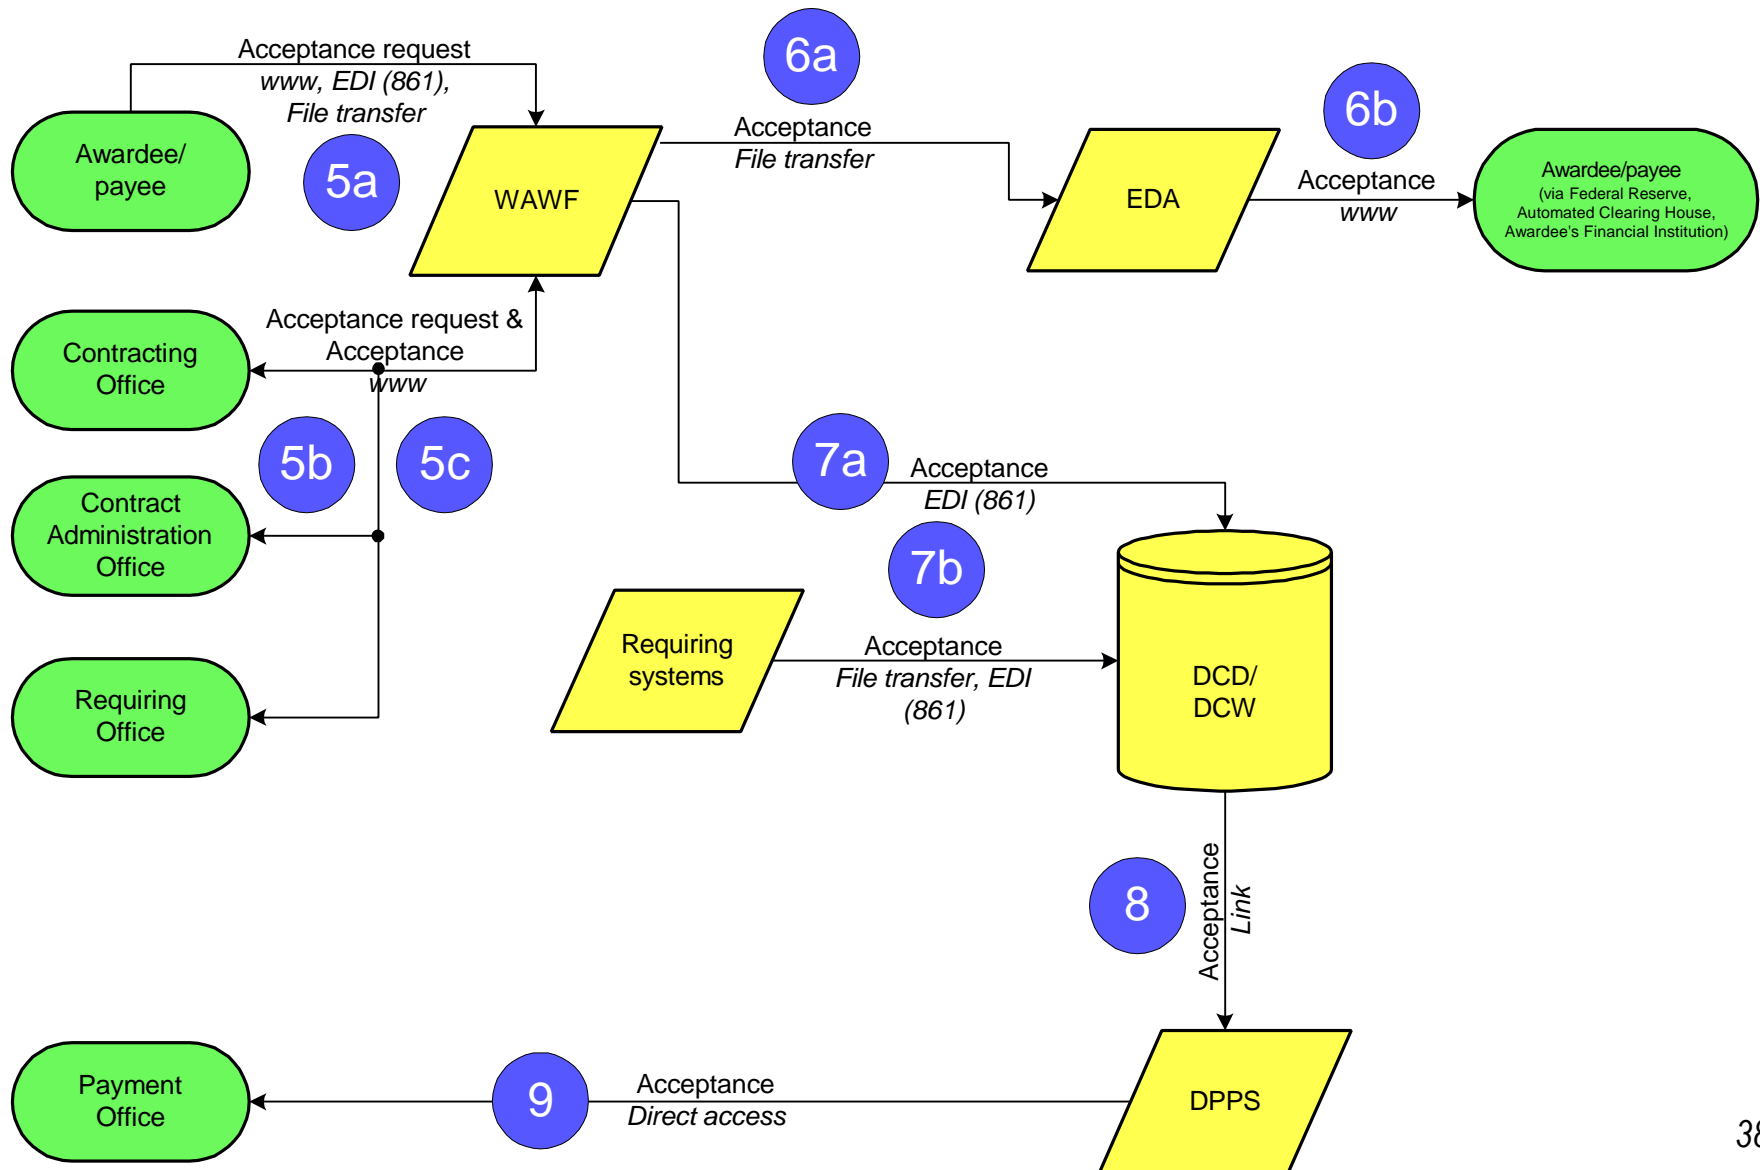 Acceptance request
www, EDI (861),
File transfer
6a
6b
Awardee/
payee
5a
WAWF
Acceptance
File transfer
EDA
Acceptance
www
Awardee/payee
(via Federal Reserve,
Automated Clearing House,
Awardee's Financial Institution)
Contracting
Office
Acceptance request &
Acceptance
www
5b
5c
7a
Acceptance
EDI (861)
Contract
Administration
Office
7b
Requiring
systems
Acceptance
File transfer, EDI
(861)
DCD/
DCW
Requiring
Office
8
Acceptance
Link
Payment
Office
9
Acceptance
Direct access
DPPS
38